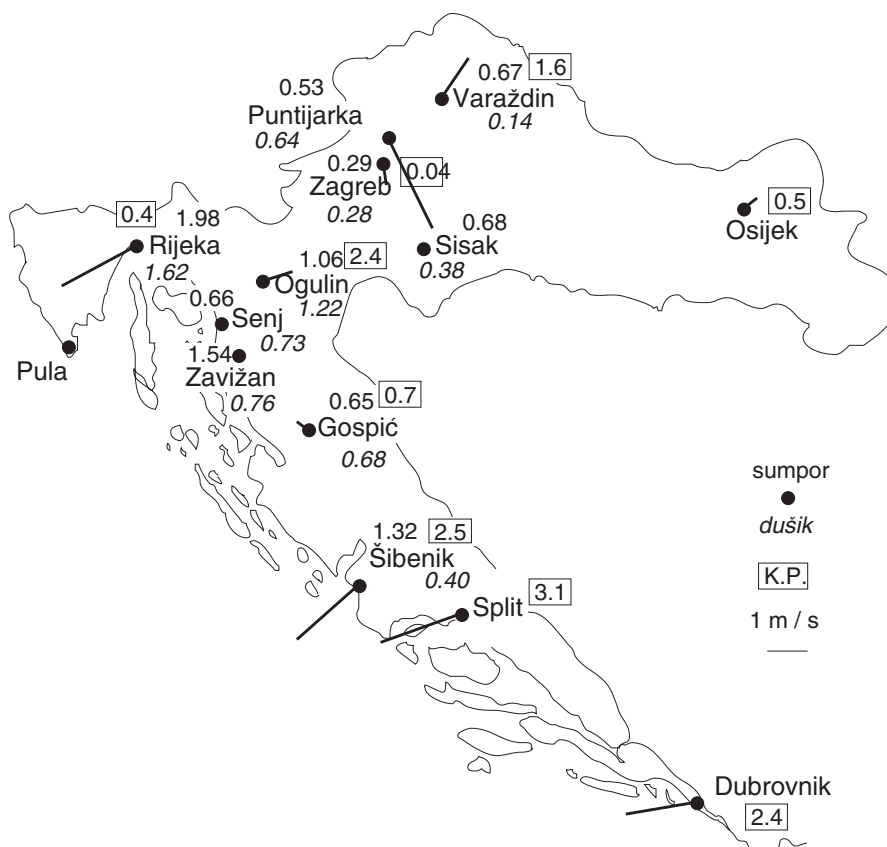 0.67 1.6
Varaždin
0.14
0.53
Puntijarka
0.64
0.29 0.04
Zagreb
0.28
0.5
Osijek
0.4 1.98
Rijeka
1.62
0.68
Sisak
0.38
1.06 2.4
Ogulin
1.22
0.66
Senj
0.73
Pula
1.54
Zavižan
0.76
0.65 0.7
Gospić
0.68
1.32 2.5
Šibenik
0.40
3.1
Split
Dubrovnik
2.4
sumpor
dušik
K.P.
1 m / s